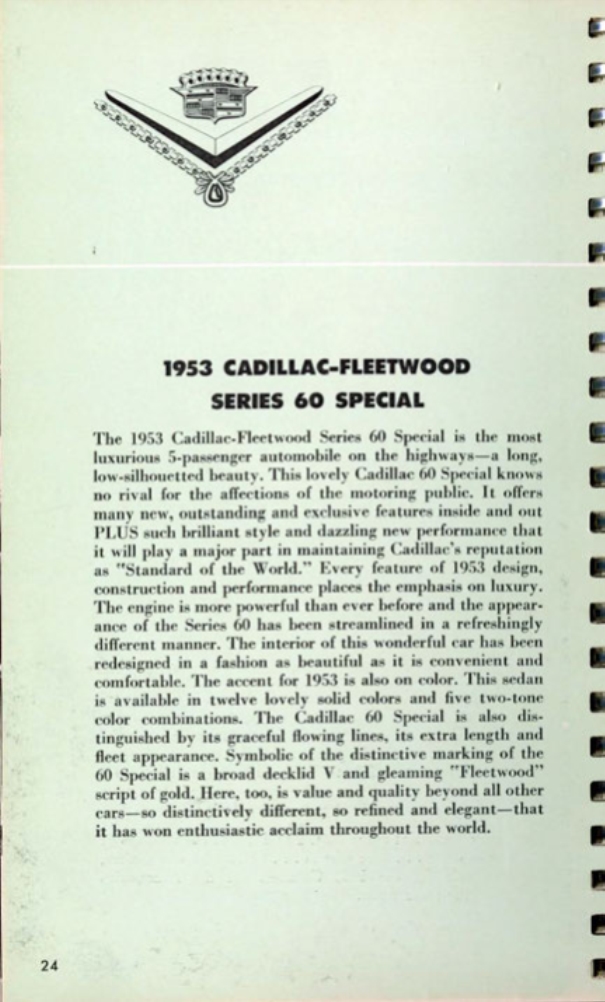 1953 CADILLAC-FLEETWOOD
SERIES 60 SPECIAL
The 1953 Cadillac-Fleetwood Series 60 Special is the most
luxurious 5-passenger automobile on the highways—a long,
low-silhouetted beauty. This lovely Cadillac 60 Special knows
no rival for the affections of the motoring public. It offers
many new, outstanding and exclusive features inside and out
PLUS such brilliant style and dazzling new performance that
it will play a major part in maintaining Cadillac's reputation
as "Standard of the World." Every feature of 1953 design,
construction and performance places the emphasis on luxury.
The engine is more powerful than ever before and the appear-
ance of the Series 60 has been streamlined in a refreshingly
different manner. The interior of this wonderful car has been
redesigned in a fashion as beautiful as it is convenient and
comfortable. The accent for 1953 is also on color. This sedan
is available in twelve lovely solid colors and five two-tone
color combinations. The Cadillac 60 Special is also dis-
tinguished by its graceful flowing lines, its extra length and
fleet appearance. Symbolic of the distinctive marking of the
60 Special is a broad decklid V and gleaming "Fleetwood"
script of gold. Here, too, is value and quality beyond all other
cars—so distinctively different, so refined and elegant—that
it has won enthusiastic acclaim throughout the world.
24